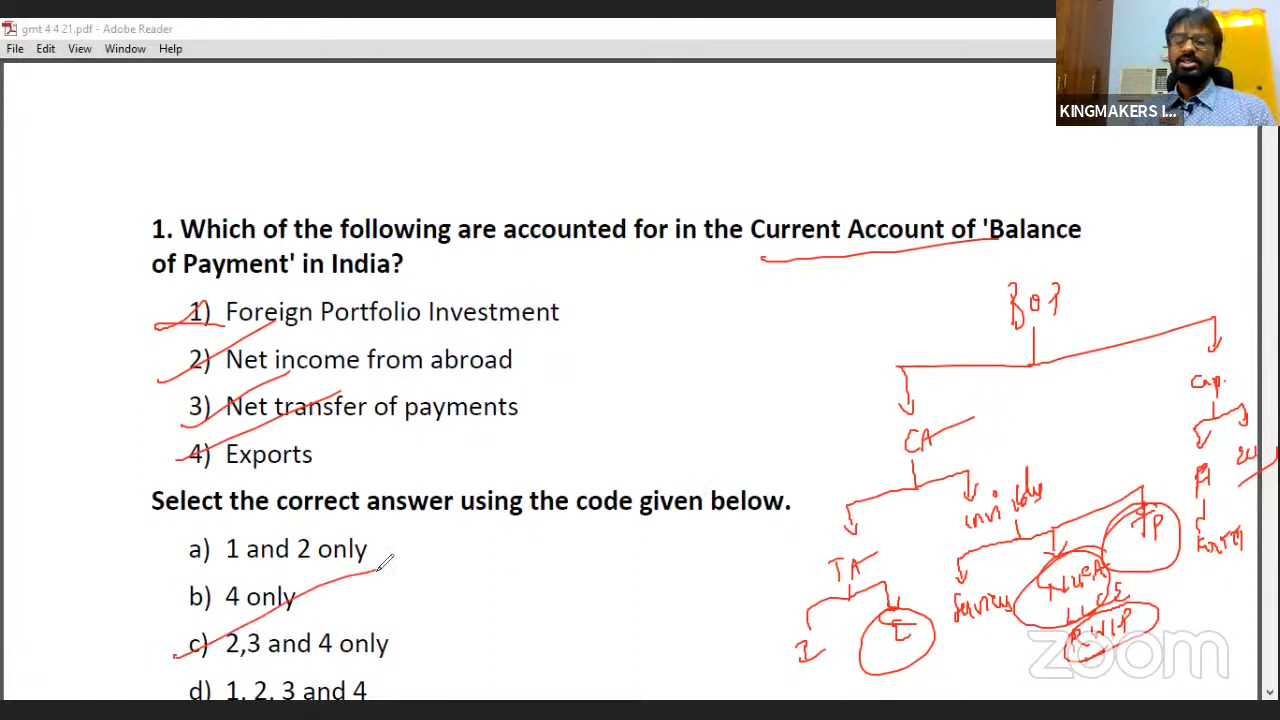 gmt 4 4 21.pdf - Adobe Reader
File Edit View Window Help
KINGMAKERS I...
1. Which of the following are accounted for in the Current Account of 'Balance
of Payment' in India?
1) Foreign Portfolio Investment
2) Net income from abroad
3) Net transfer of payments
4) Exports
Select the correct answer using the code given below.
a) 1 and 2 only
b) 4 only
c) 2,3 and 4 only
d) 1, 2, 3 and 4
BOP
CA
Cap.
TA
Services
TP
I
E
zoom